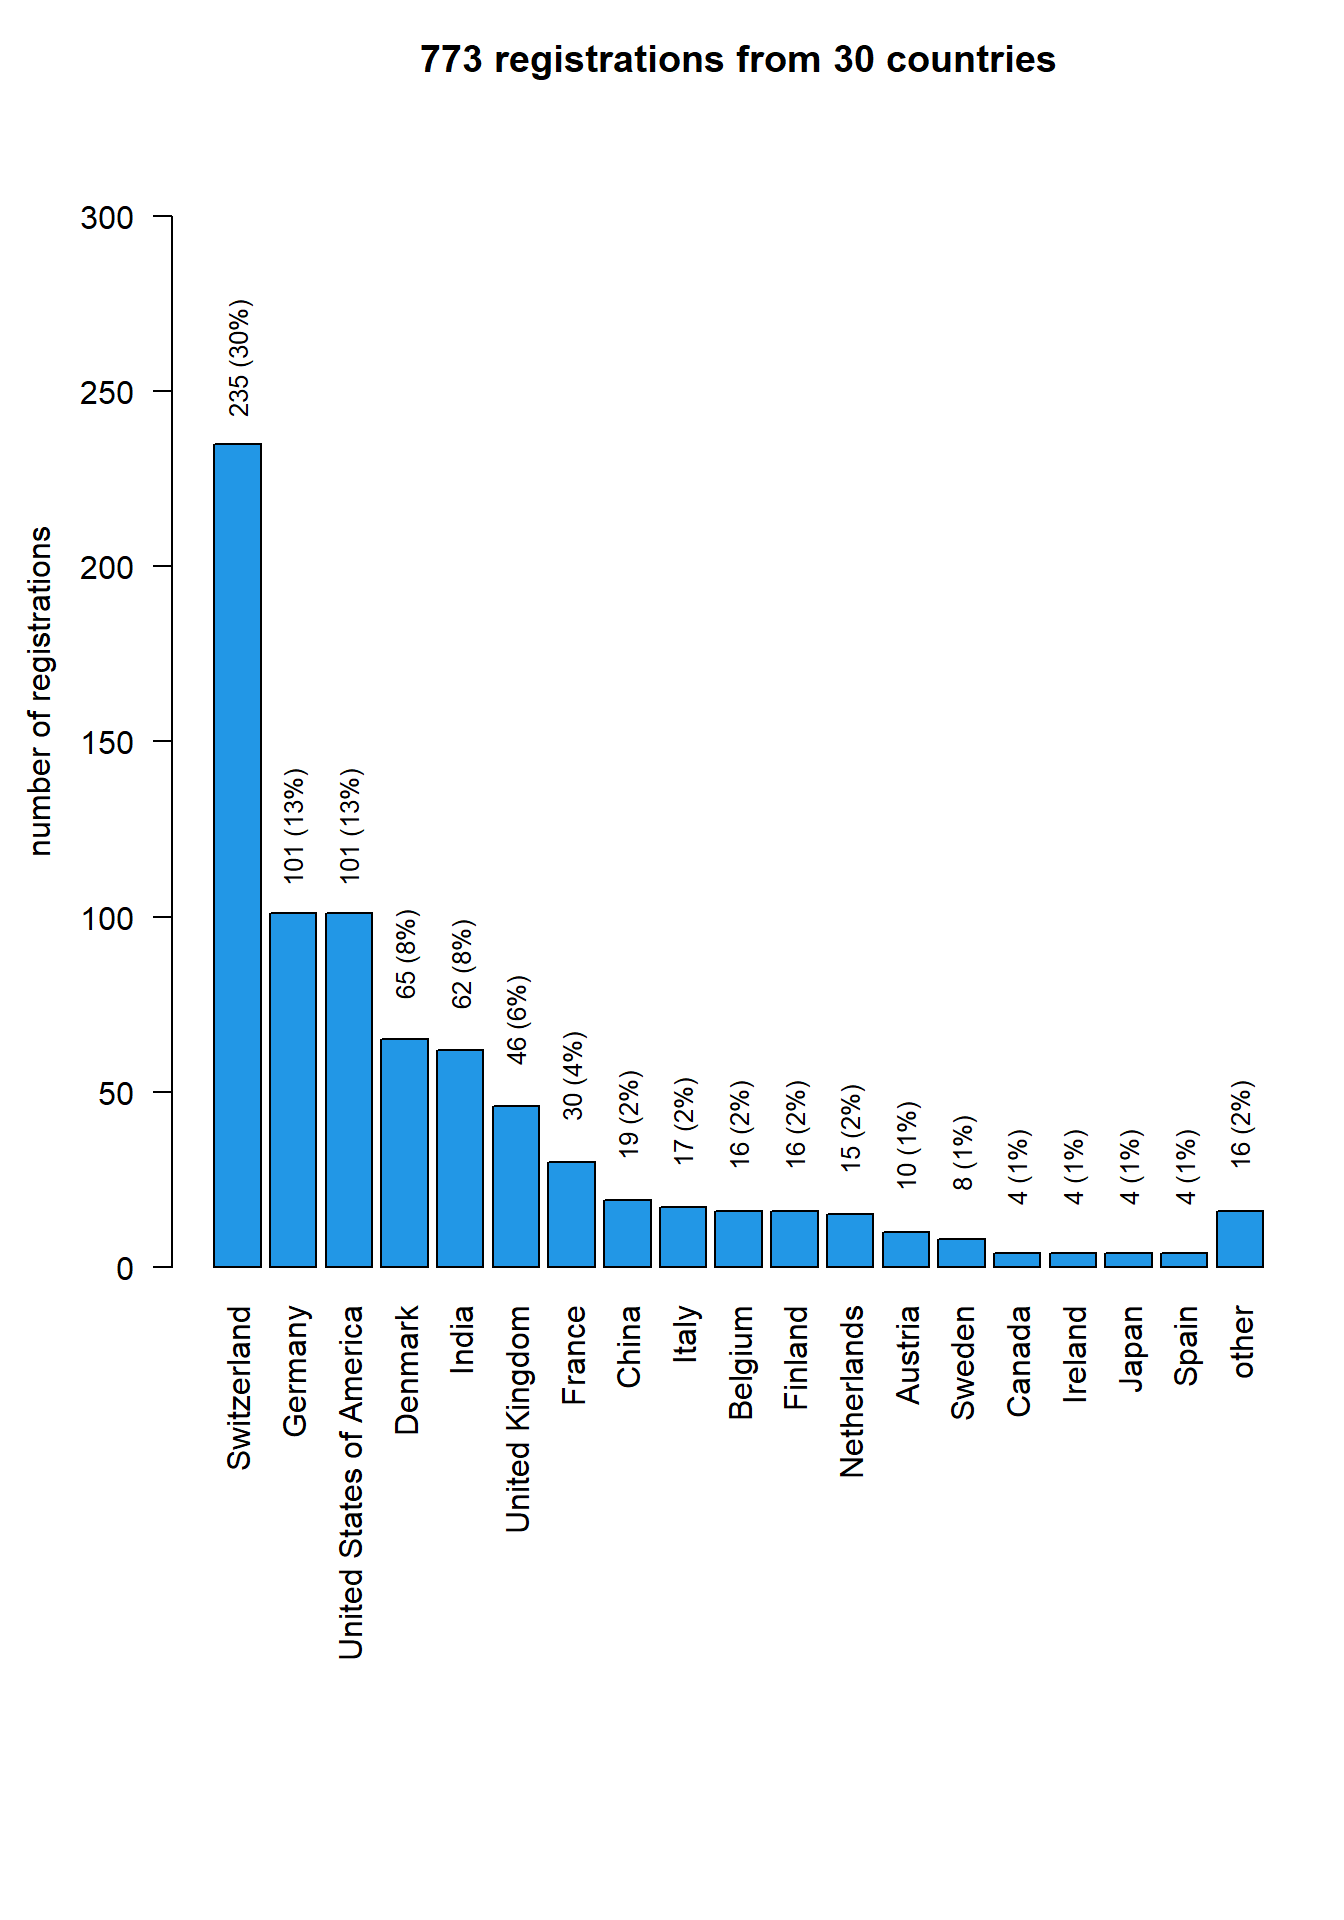 773 registrations from 30 countries
number of registrations
300
250
200
150
100
50
0
235 (30%)
101 (13%)
101 (13%)
65 (8%)
62 (8%)
46 (6%)
30 (4%)
19 (2%)
17 (2%)
16 (2%)
16 (2%)
15 (2%)
10 (1%)
8 (1%)
4 (1%)
4 (1%)
4 (1%)
4 (1%)
16 (2%)
Switzerland
Germany
United States of America
Denmark
India
United Kingdom
France
China
Italy
Belgium
Finland
Netherlands
Austria
Sweden
Canada
Ireland
Japan
Spain
other